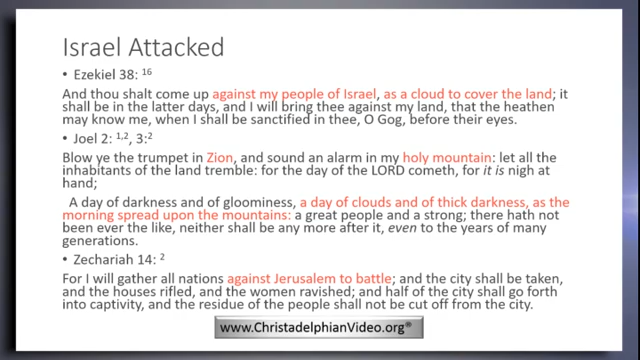 Israel Attacked
• Ezekiel 38: 16
And thou shalt come up against my people of Israel, as a cloud to cover the land; it
shall be in the latter days, and I will bring thee against my land, that the heathen
may know me, when I shall be sanctified in thee, O Gog, before their eyes.
• Joel 2: 1,2, 3:2
Blow ye the trumpet in Zion, and sound an alarm in my holy mountain: let all the
inhabitants of the land tremble: for the day of the LORD cometh, for it is nigh at
hand;
A day of darkness and of gloominess, a day of clouds and of thick darkness, as the
morning spread upon the mountains: a great people and a strong; there hath not
been ever the like, neither shall be any more after it, even to the years of many
generations.
• Zechariah 14: 2
For I will gather all nations against Jerusalem to battle; and the city shall be taken,
and the houses rifled, and the women ravished; and half of the city shall go forth
into captivity, and the residue of the people shall not be cut off from the city.
www.ChristadelphianVideo.org®